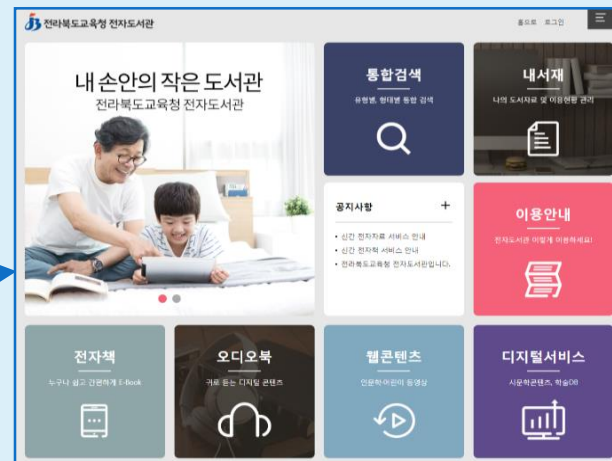 전라북도교육청 전자도서관
홈으로 로그인
내 손안의 작은 도서관
전라북도교육청 전자도서관
통합검색
유형별, 형태별 통합 검색
내서재
나의 도서자료 및 이용현황 관리
공지사항 +
• 신간 전자자료 서비스 안내
• 신간 전자책 서비스 안내
• 전라북도교육청 전자도서관입니다.
이용안내
전자도서관 이렇게 이용하세요!
전자책
누구나 쉽고 간편하게 E-Book
오디오북
귀로 듣는 디지털 콘텐츠
웹콘텐츠
인문학·어린이 동영상
디지털서비스
시문학콘텐츠, 학술DB